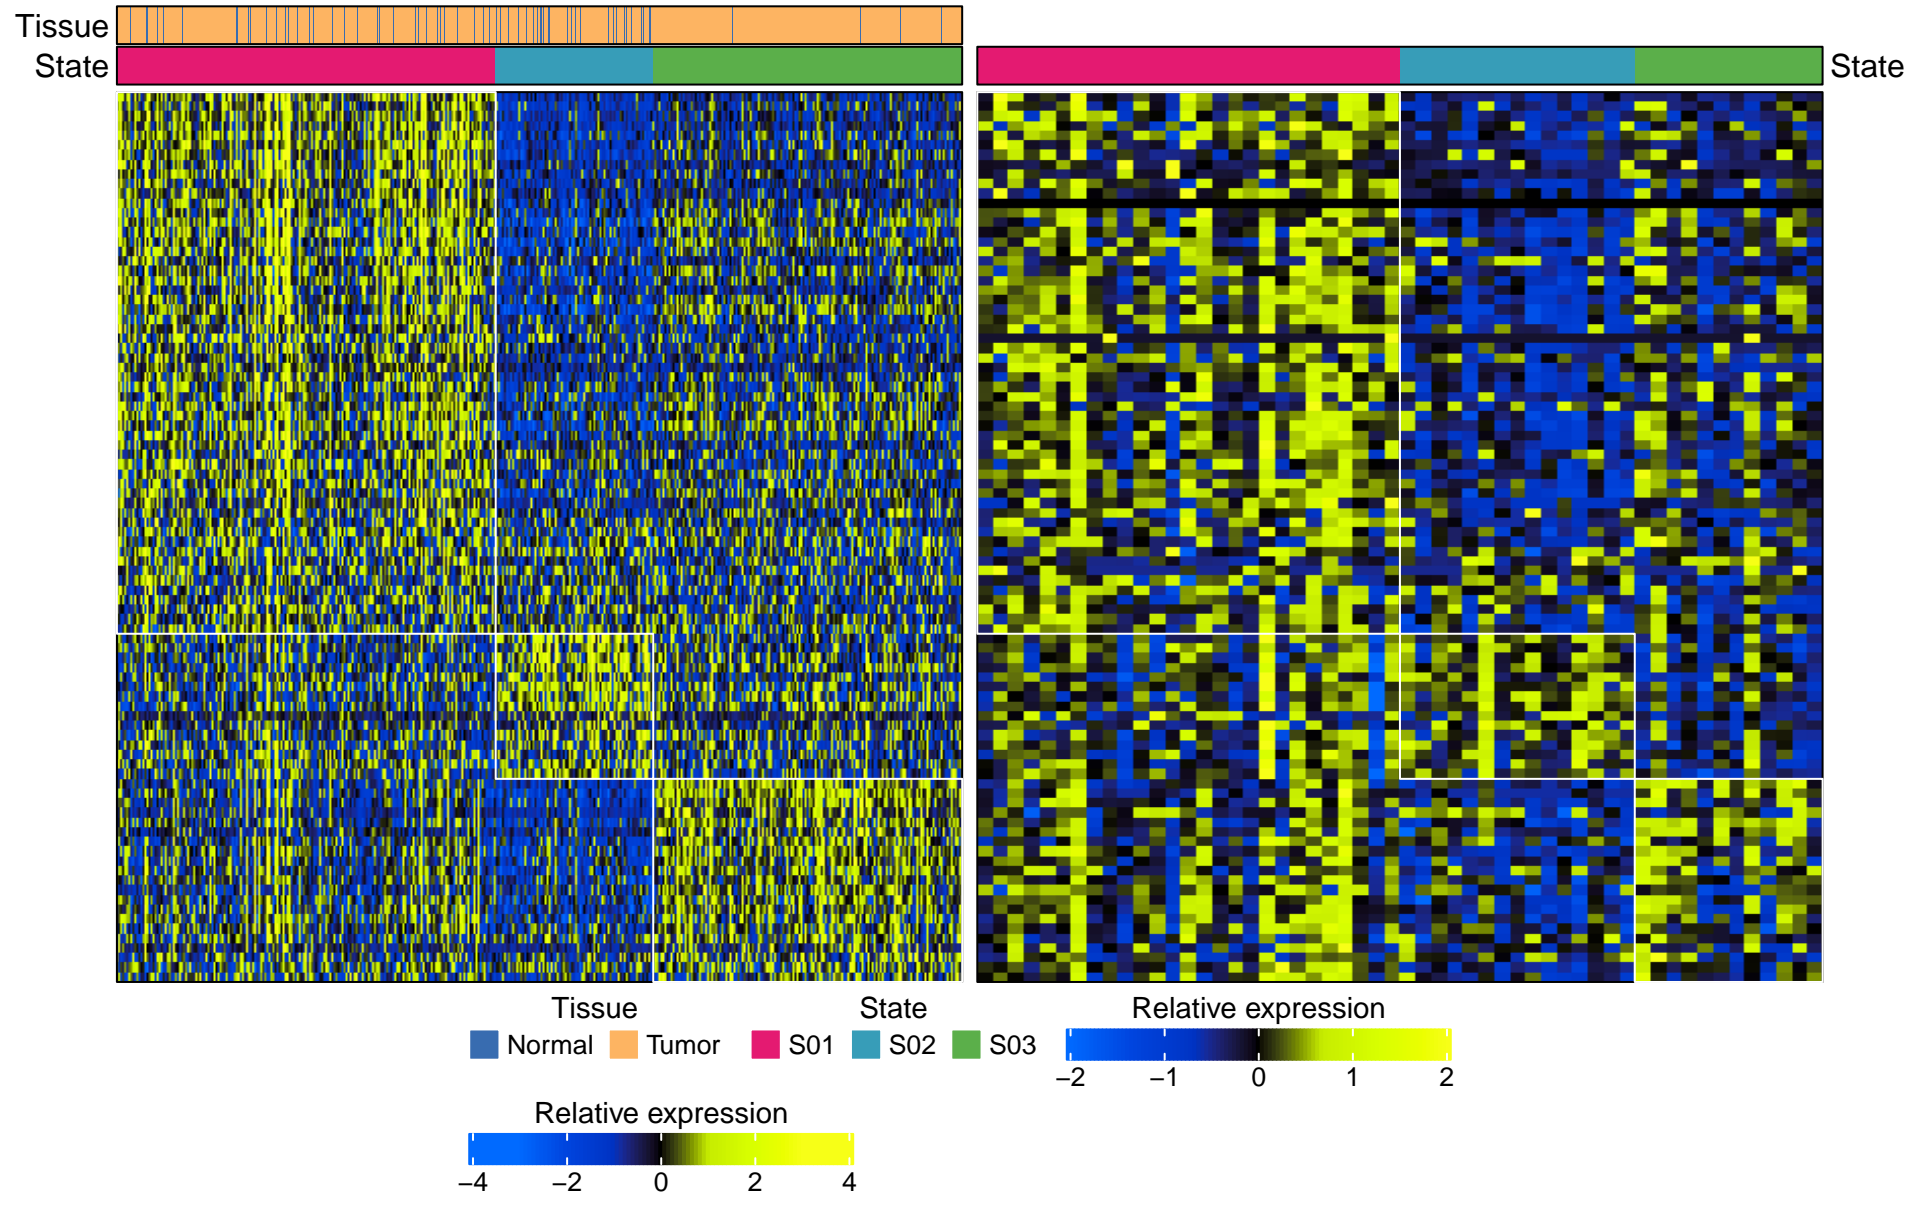 Tissue
State
State
Tissue
Normal Tumor
State
S01 S02 S03
Relative expression
−2 −1 0 1 2
Relative expression
−4 −2 0 2 4